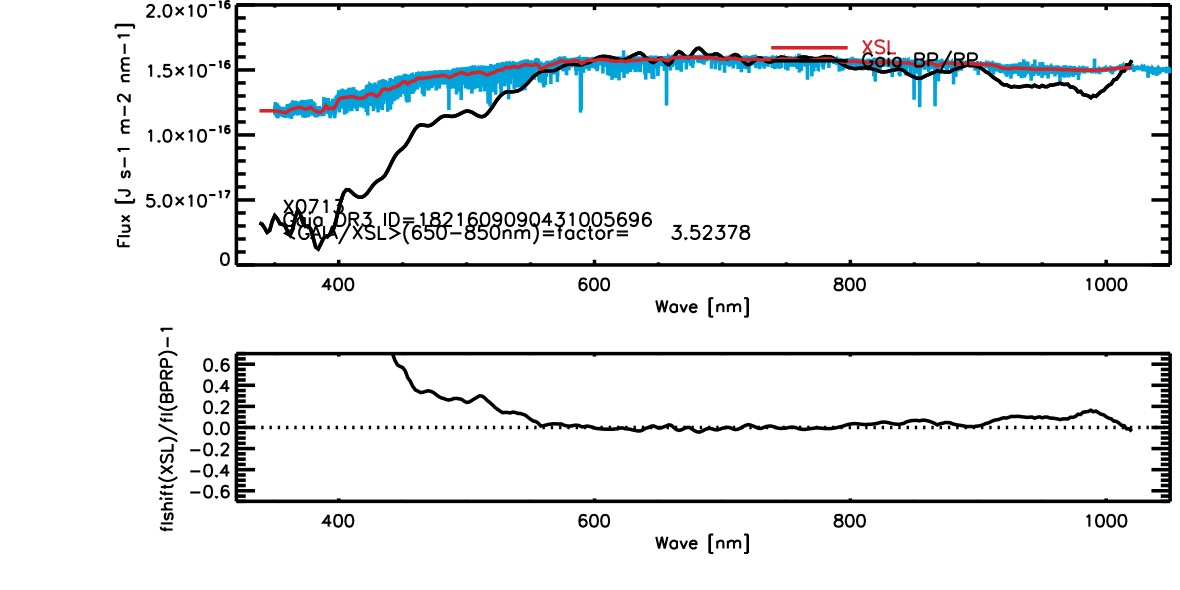 2.0×10−16
1.5×10−16
1.0×10−16
5.0×10−17
0
Flux [J s−1 m−2 nm−1]
XSL
Gaia BP/RP
X0713
Gaia DR3 ID=1821609090431005696
<GAIA/XSL>(650−850nm)=factor= 3.52378
400 600 800 1000
Wave [nm]
flshift(XSL)/fl(BPRP)−1
0.6
0.4
0.2
0.0
−0.2
−0.4
−0.6
400 600 800 1000
Wave [nm]